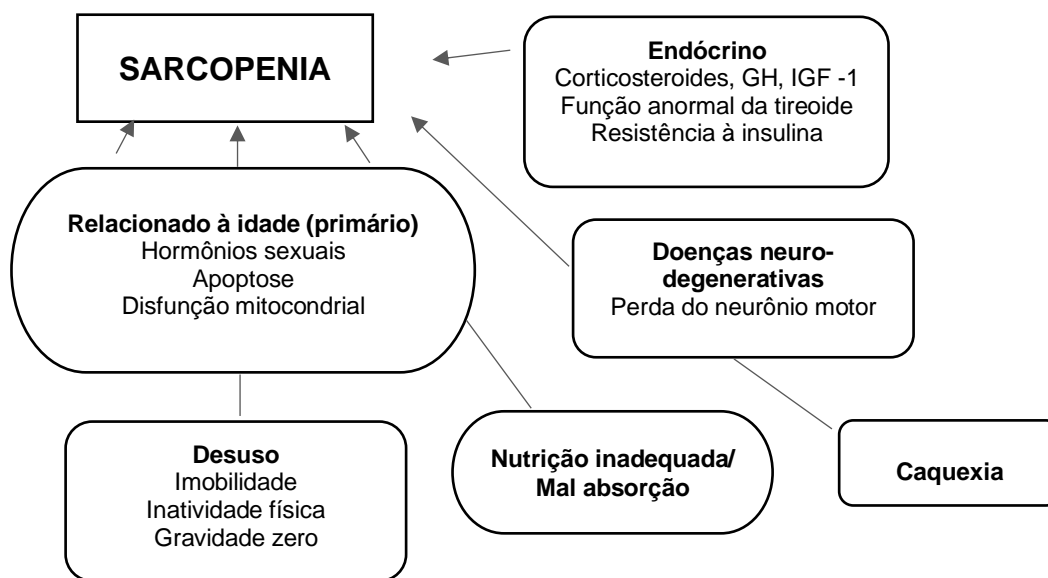 SARCOPENIA
Endócrino
Corticosteroides, GH, IGF -1
Função anormal da tireoide
Resistência à insulina
Relacionado à idade (primário)
Hormônios sexuais
Apoptose
Disfunção mitocondrial
Doenças neuro-
degenerativas
Perda do neurônio motor
Desuso
Imobilidade
Inatividade física
Gravidade zero
Nutrição inadequada/
Mal absorção
Caquexia